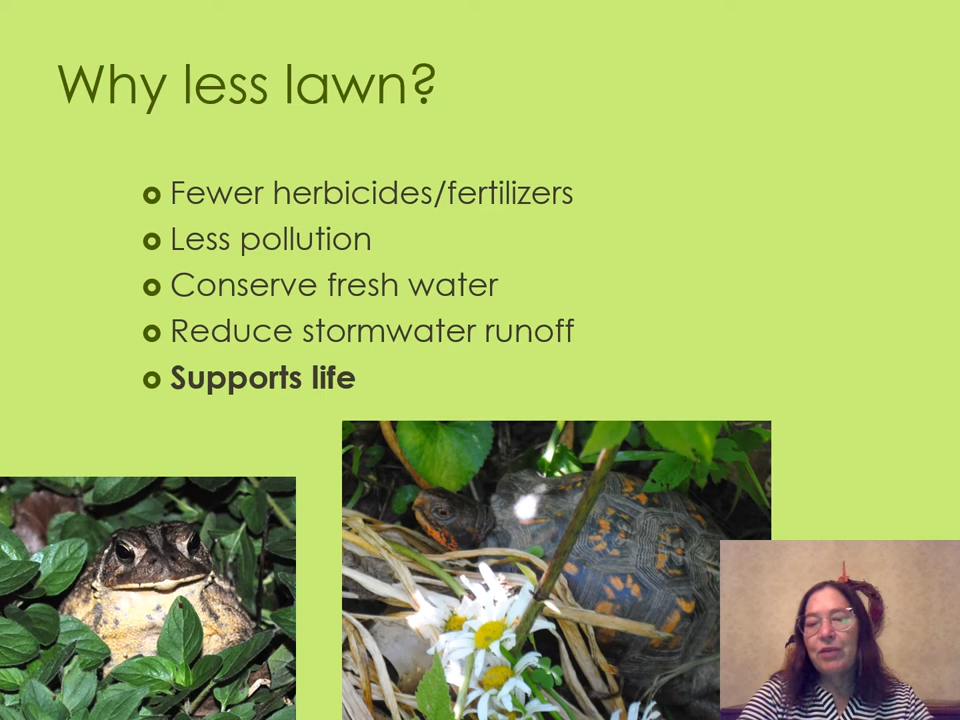 Why less lawn?
Fewer herbicides/fertilizers
Less pollution
Conserve fresh water
Reduce stormwater runoff
Supports life